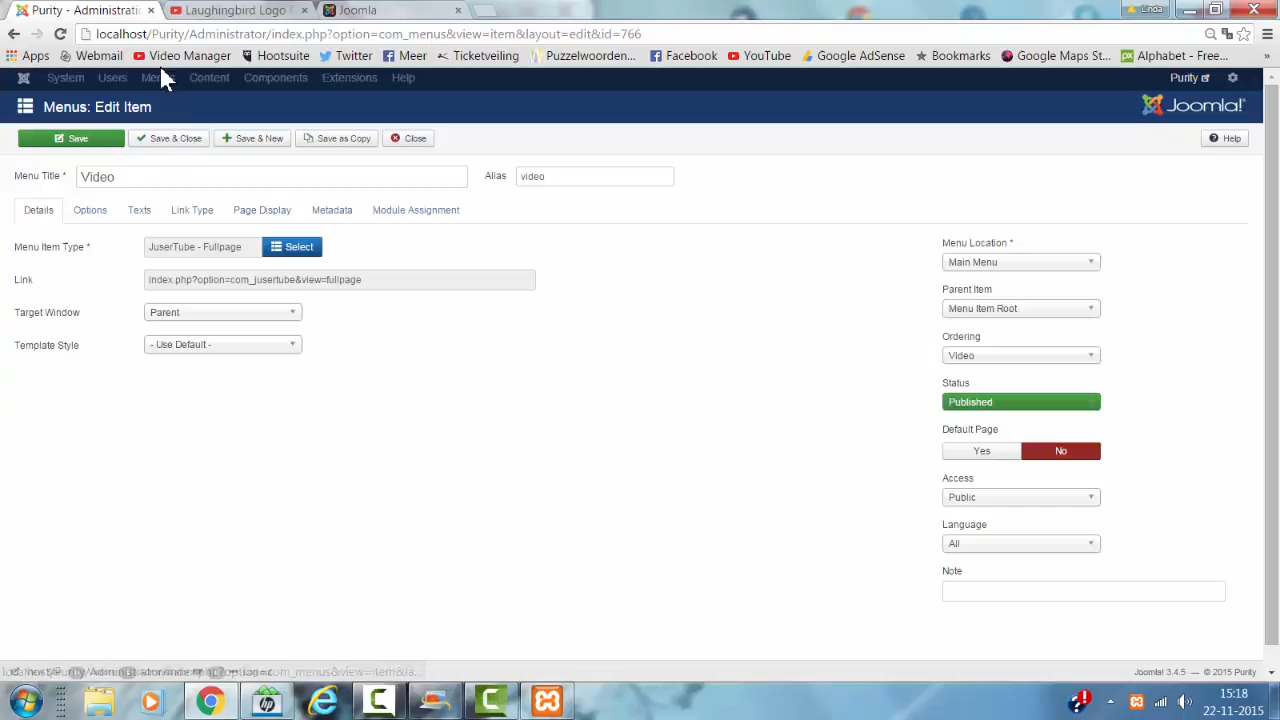 Purity - Administratic
Laughingbird Logo
Joomla
Linda
localhost/Purity/Administrator/index.php?option=com_menus&view=item&layout=edit&id=766
Apps Webmail Video Manager Hootsuite Twitter Meer Ticketveiling Puzzelwoorden... Facebook YouTube Google AdSense Bookmarks Google Maps St... Alphabet - Free...
System Users Content Components Extensions Help Purity
Menus: Edit Item Joomla!
Save Save & Close Save & New Save as Copy Close Help
Menu Title * Video Alias video
Details Options Texts Link Type Page Display Metadata Module Assignment
Menu Item Type * JuserTube - Fullpage Select
Link index.php?option=com_jusertube&view=fullpage
Target Window Parent
Template Style - Use Default -
Menu Location *
Main Menu
Parent Item
Menu Item Root
Ordering
Video
Status
Published
Default Page
Yes No
Access
Public
Language
All
Note
Joomla! 3.4.5 — © 2015 Purity
15:18
22-11-2015